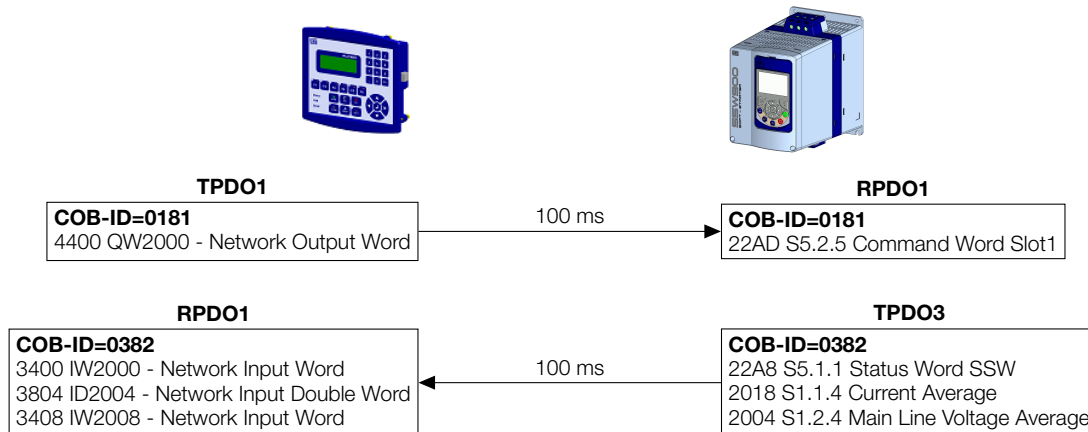 SSW900
TPDO1
COB-ID=0181
4400 QW2000 - Network Output Word
100 ms
RPDO1
COB-ID=0181
22AD S5.2.5 Command Word Slot1
RPDO1
COB-ID=0382
3400 IW2000 - Network Input Word
3804 ID2004 - Network Input Double Word
3408 IW2008 - Network Input Word
100 ms
TPDO3
COB-ID=0382
22A8 S5.1.1 Status Word SSW
2018 S1.1.4 Current Average
2004 S1.2.4 Main Line Voltage Average